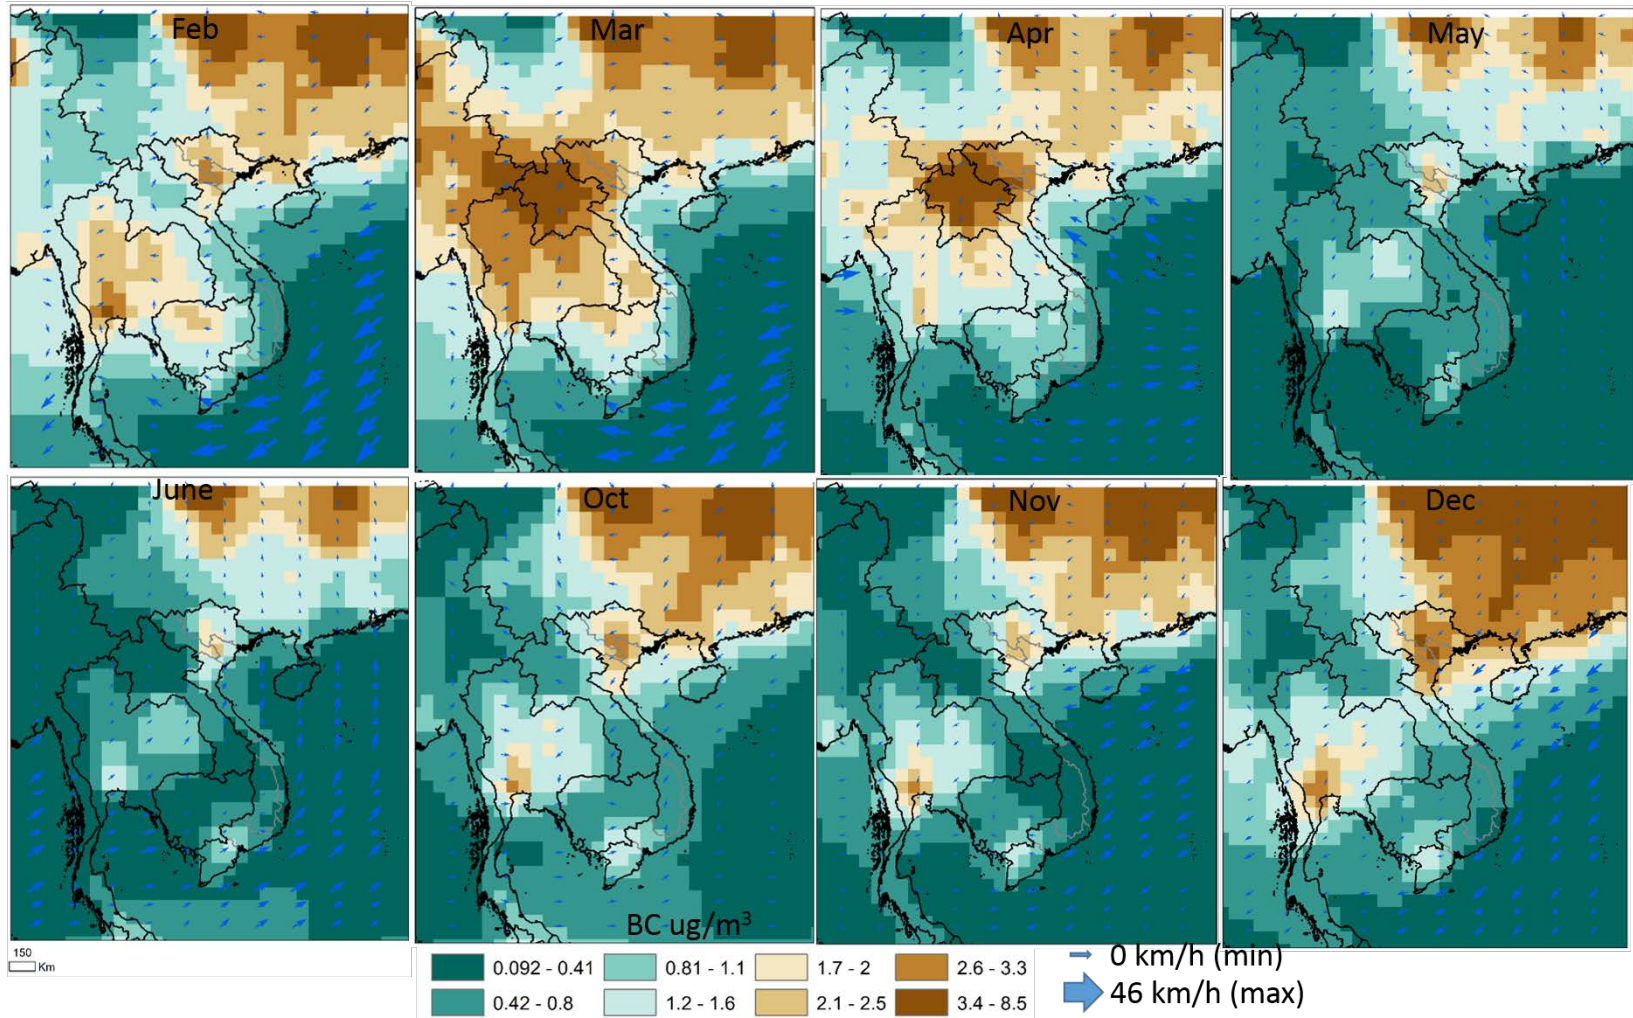 Feb
Mar
Apr
May
June
Oct
Nov
Dec
BC ug/m³
150
Km
0.092 - 0.41
0.81 - 1.1
1.7 - 2
2.6 - 3.3
0.42 - 0.8
1.2 - 1.6
2.1 - 2.5
3.4 - 8.5
0 km/h (min)
46 km/h (max)